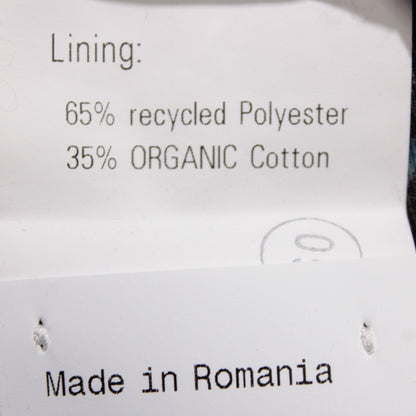 Lining:
65% recycled Polyester
35% ORGANIC Cotton
Made in Romania